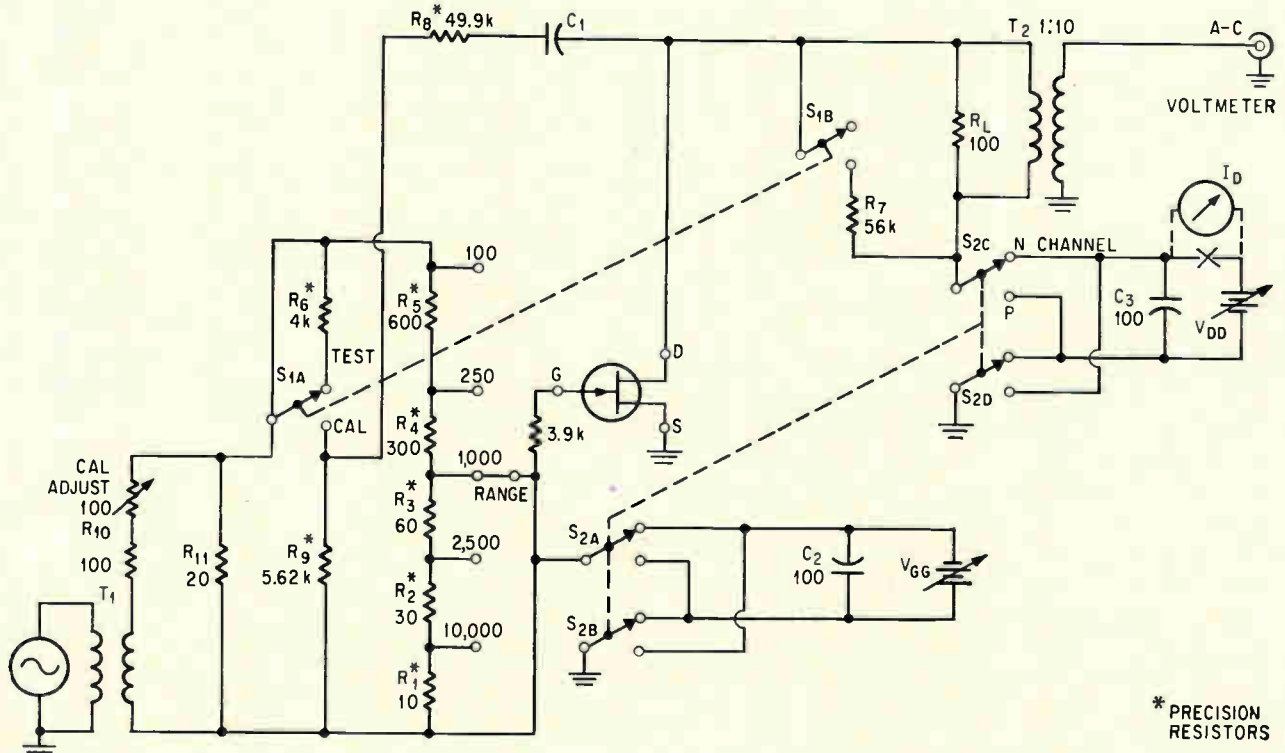 R8* 49.9k
C1
T2 1:10
A-C
VOLTMETER
S1B
RL
100
ID
R7
56k
S2C
N CHANNEL
P
C3
100
VDD
S2D
100
R6*
4k
R5*
600
TEST
S1A
CAL
250
R4*
300
G
D
S
3.9k
1,000
RANGE
CAL
ADJUST
100
R10
100
T1
R11
20
R9*
5.62k
R3*
60
2,500
R2*
30
10,000
R1*
10
S2A
S2B
C2
100
VGG
* PRECISION
RESISTORS